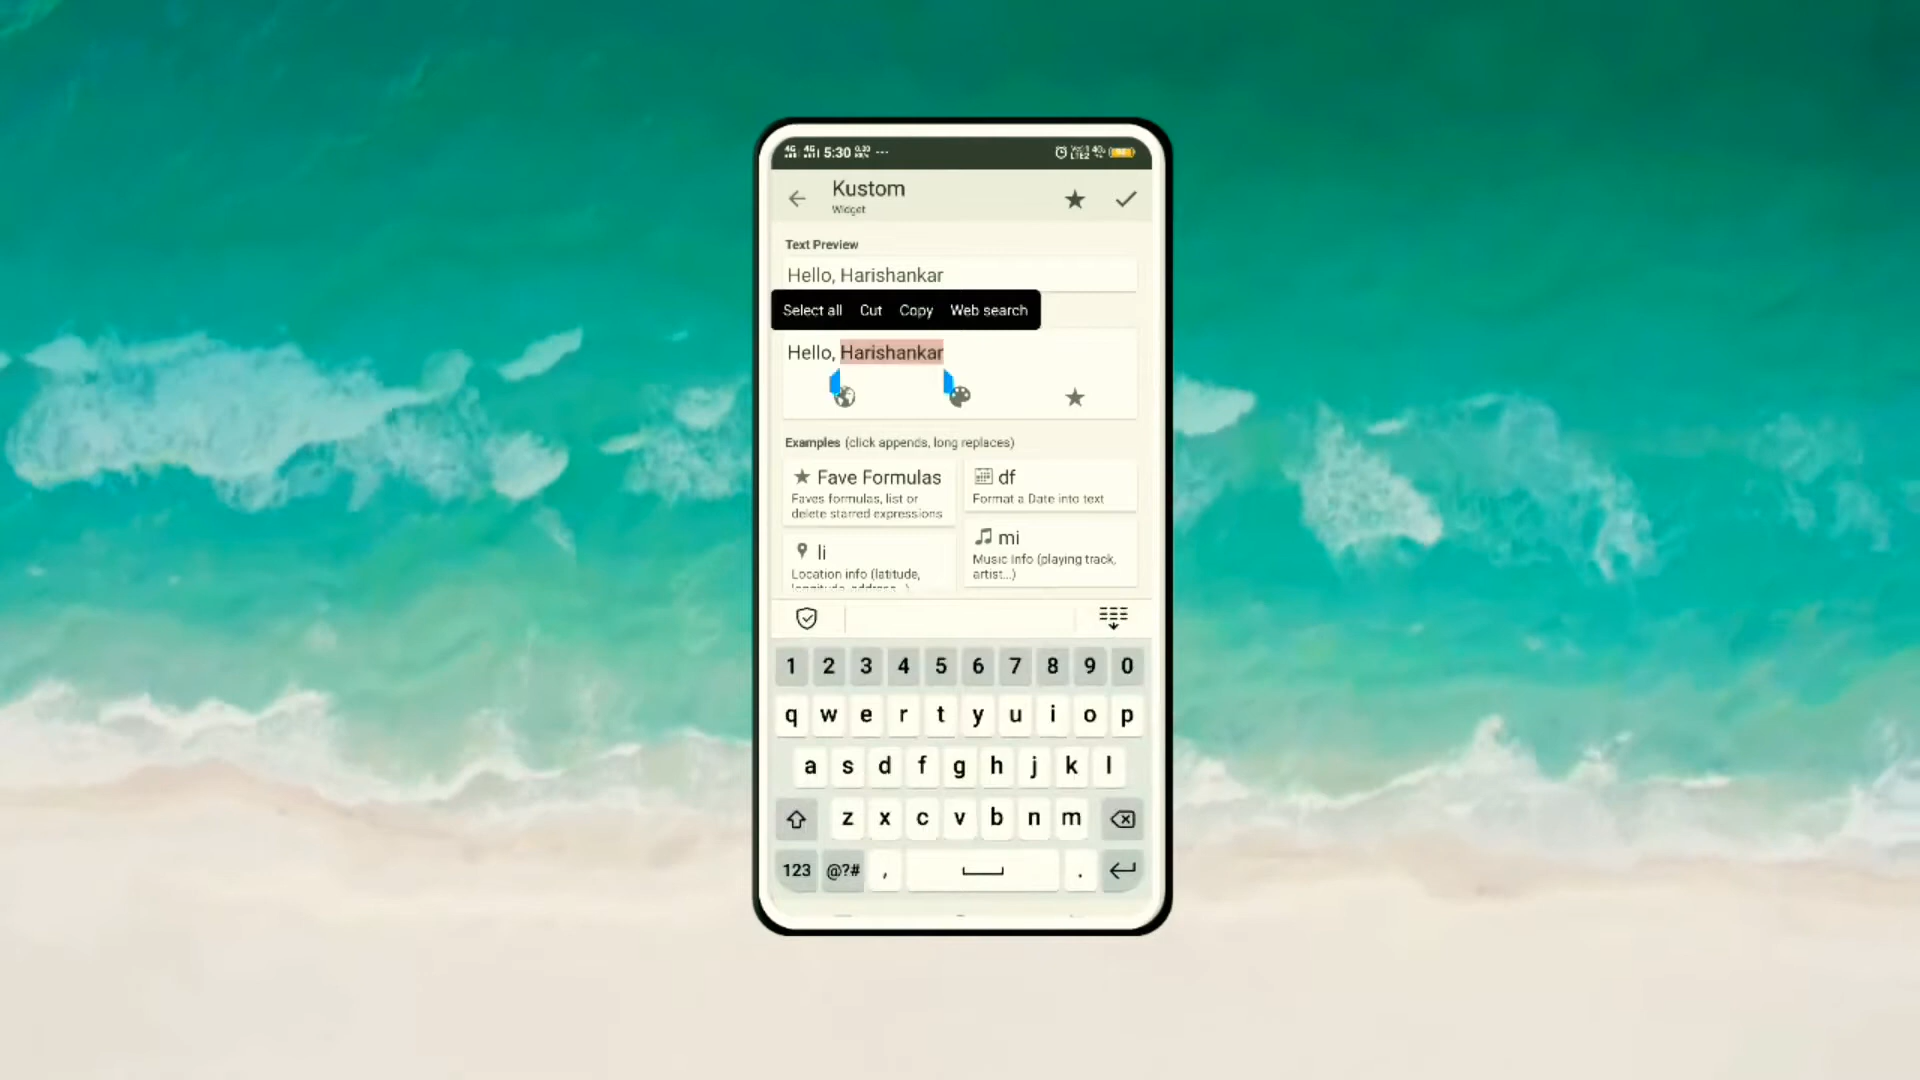 5:30
Kustom
Widget
Text Preview
Hello, Harishankar
Select all Cut Copy Web search
Hello, Harishankar
Examples (click appends, long replaces)
Fave Formulas
Faves formulas, list or
delete starred expressions
df
Format a Date into text
li
Location info (latitude,
mi
Music Info (playing track,
artist...)
1 2 3 4 5 6 7 8 9 0
q w e r t y u i o p
a s d f g h j k l
z x c v b n m
123 @?# , .